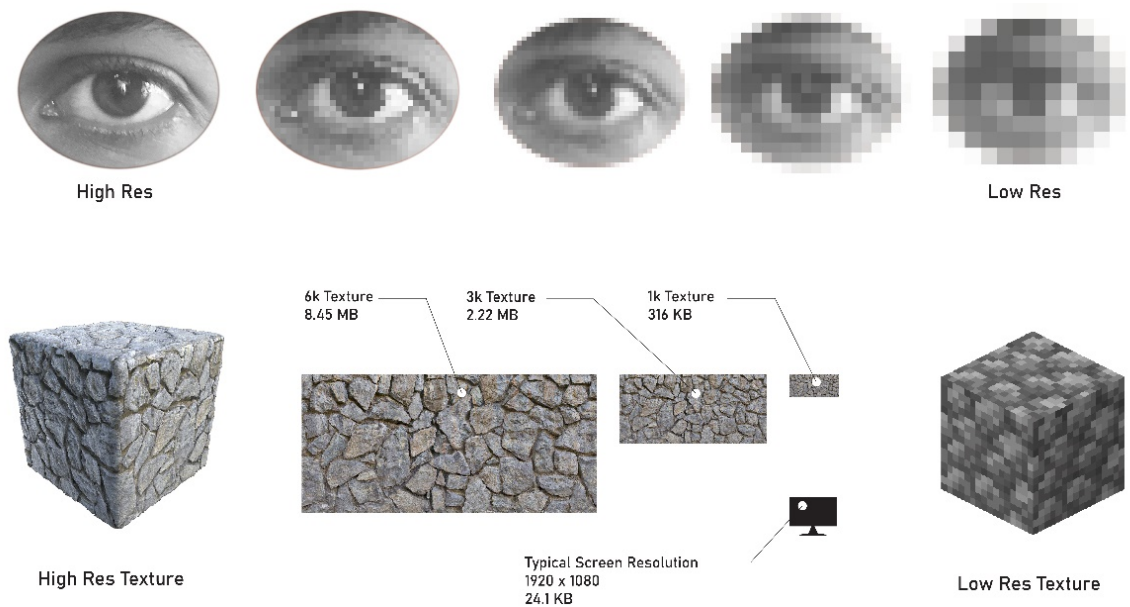 High Res
Low Res
6k Texture
8.45 MB
3k Texture
2.22 MB
1k Texture
316 KB
Typical Screen Resolution
1920 x 1080
24.1 KB
High Res Texture
Low Res Texture